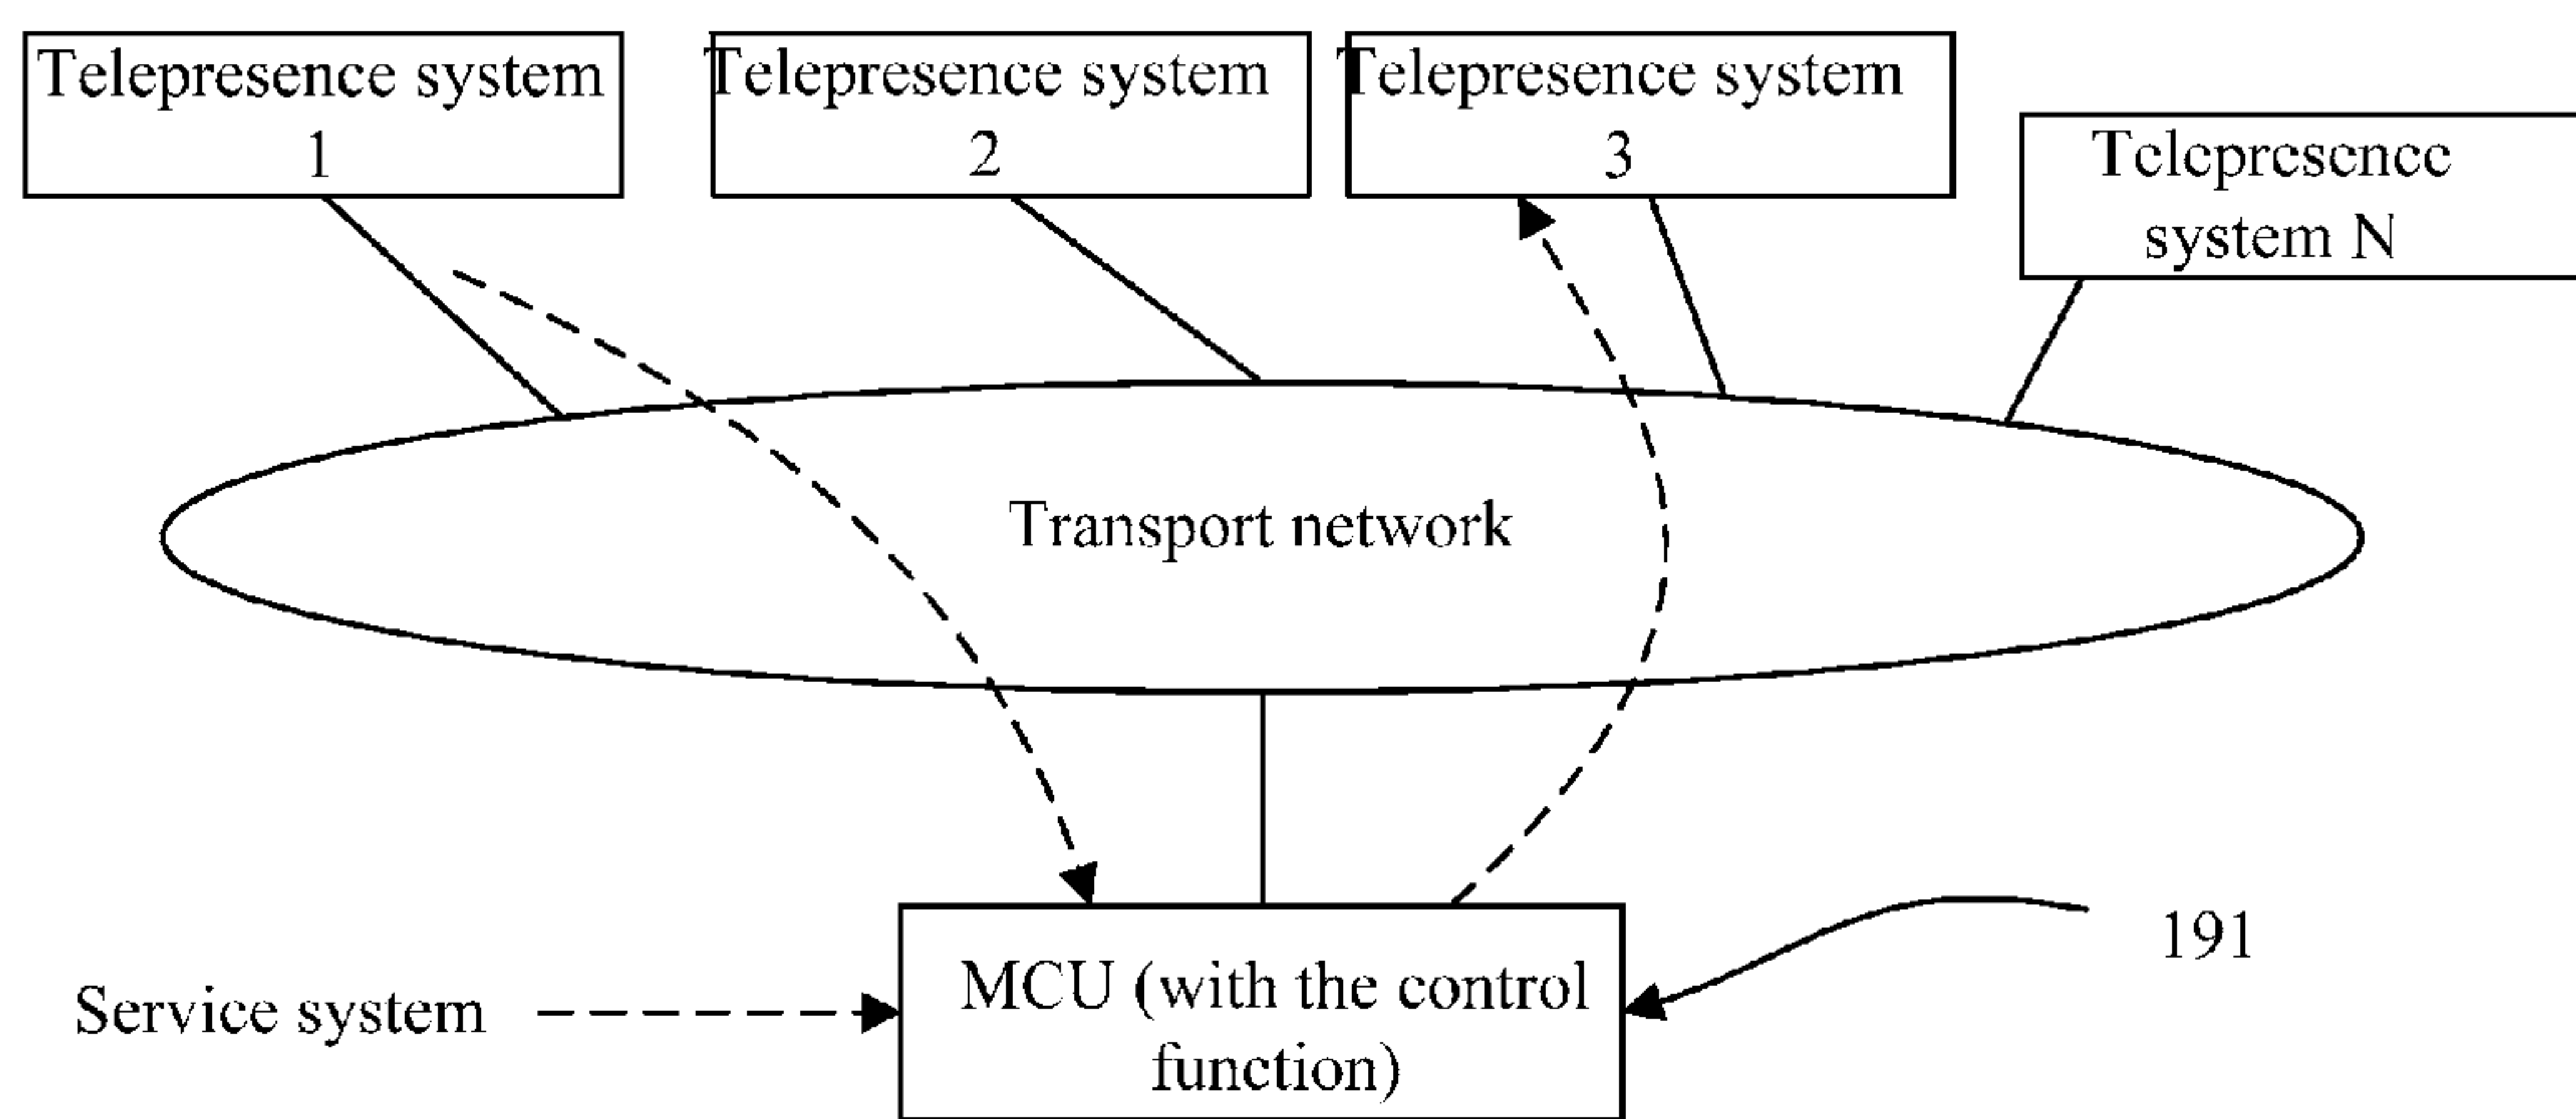 Telepresence system
1
Telepresence system
2
Telepresence system
3
Telepresence
system N
Transport network
191
Service system
MCU (with the control
function)